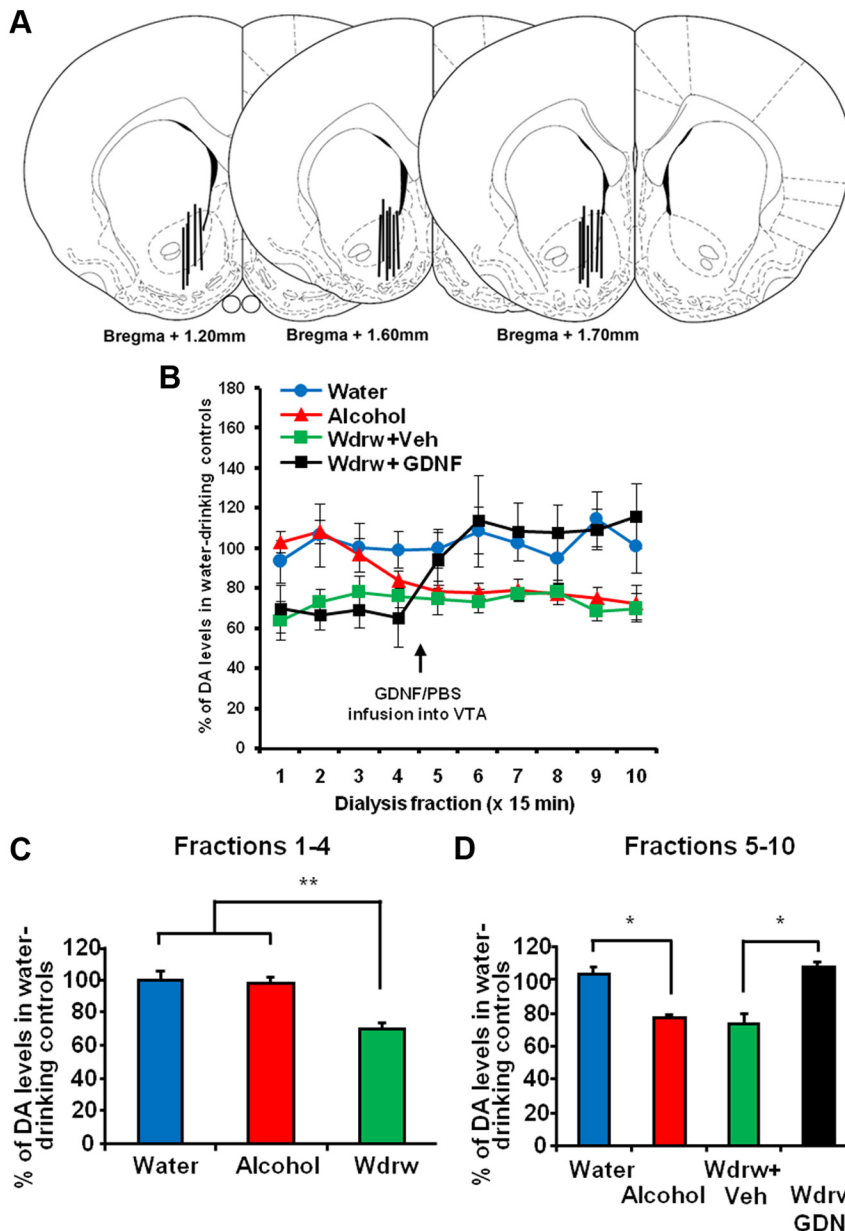 A
Bregma + 1.20mm
Bregma + 1.60mm
Bregma + 1.70mm
B
% of DA levels in water-drinking controls
180
160
140
120
100
80
60
40
20
0
Water
Alcohol
Wdrw+Veh
Wdrw+GDNF
GDNF/PBS
infusion into VTA
1 2 3 4 5 6 7 8 9 10
Dialysis fraction (x 15 min)
C
Fractions 1-4
% of DA levels in water-
drinking controls
120
100
80
60
40
20
0
**
Water Alcohol Wdrw
D
Fractions 5-10
% of DA levels in water-
drinking controls
120
100
80
60
40
20
0
*
*
Water
Alcohol
Wdrw+
Veh
Wdrw
GDN